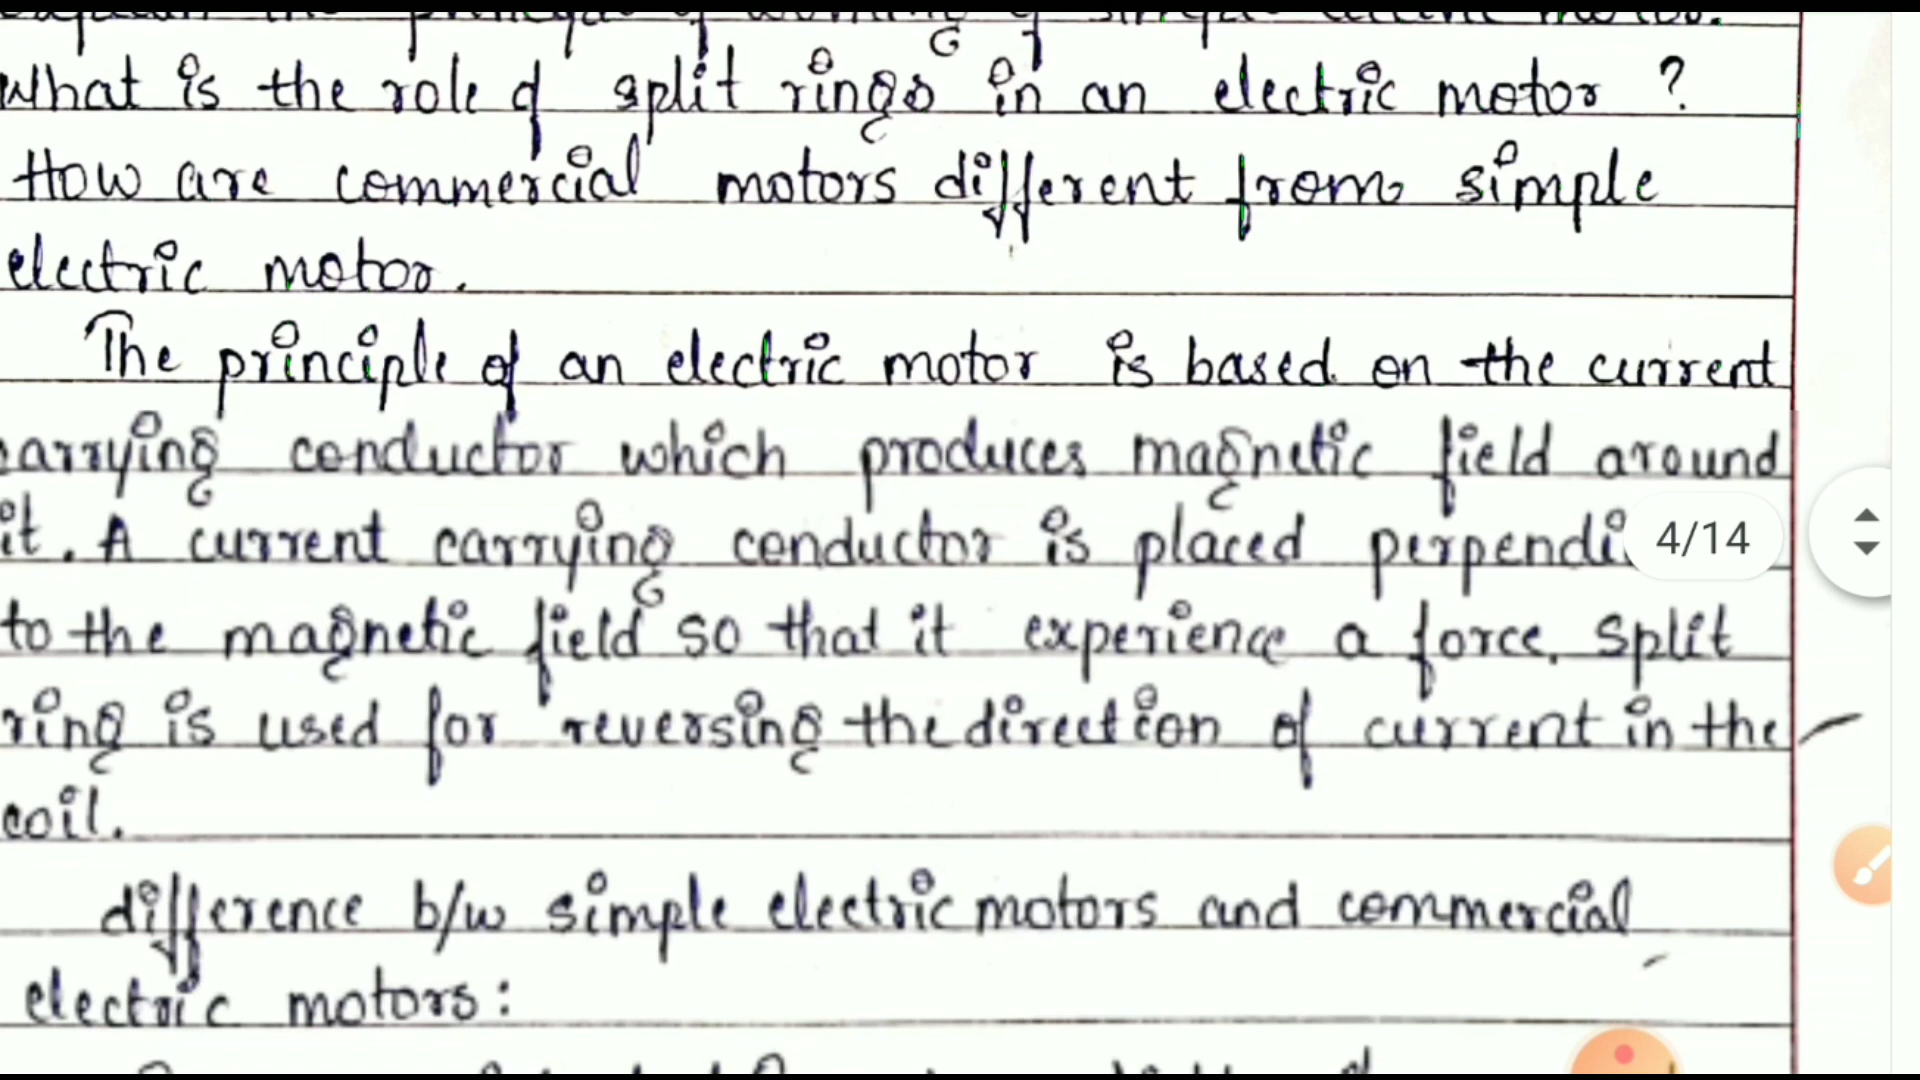 What is the role of split rings in an electric motor ?
How are commercial motors different from simple
electric motor.
The principle of an electric motor is based on the current
carrying conductor which produces magnetic field around
it. A current carrying conductor is placed perpendi
4/14
to the magnetic field so that it experience a force. Split
ring is used for reversing the direction of current in the
coil.
difference b/w simple electric motors and commercial
electric motors: